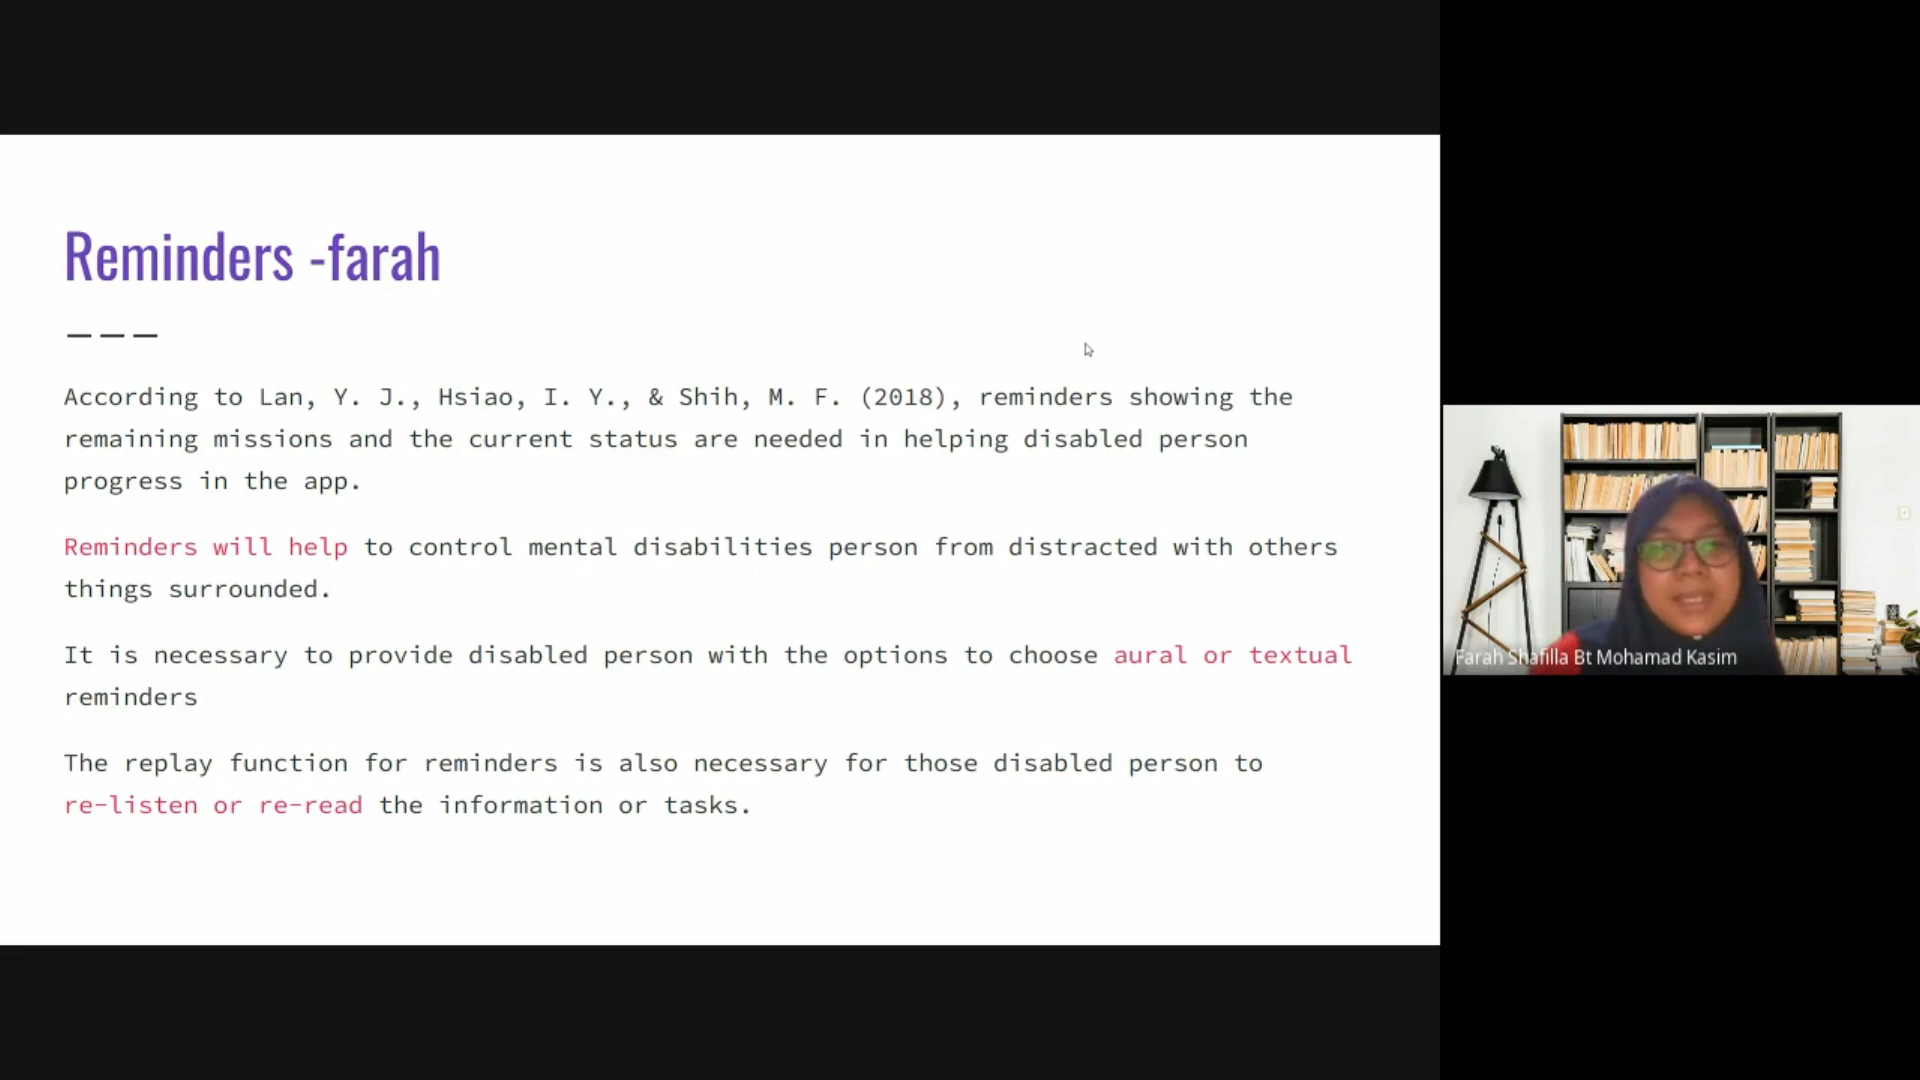 Reminders -farah
According to Lan, Y. J., Hsiao, I. Y., & Shih, M. F. (2018), reminders showing the
remaining missions and the current status are needed in helping disabled person
progress in the app.
Reminders will help to control mental disabilities person from distracted with others
things surrounded.
It is necessary to provide disabled person with the options to choose aural or textual
reminders
The replay function for reminders is also necessary for those disabled person to
re-listen or re-read the information or tasks.
Farah Shafilla Bt Mohamad Kasim